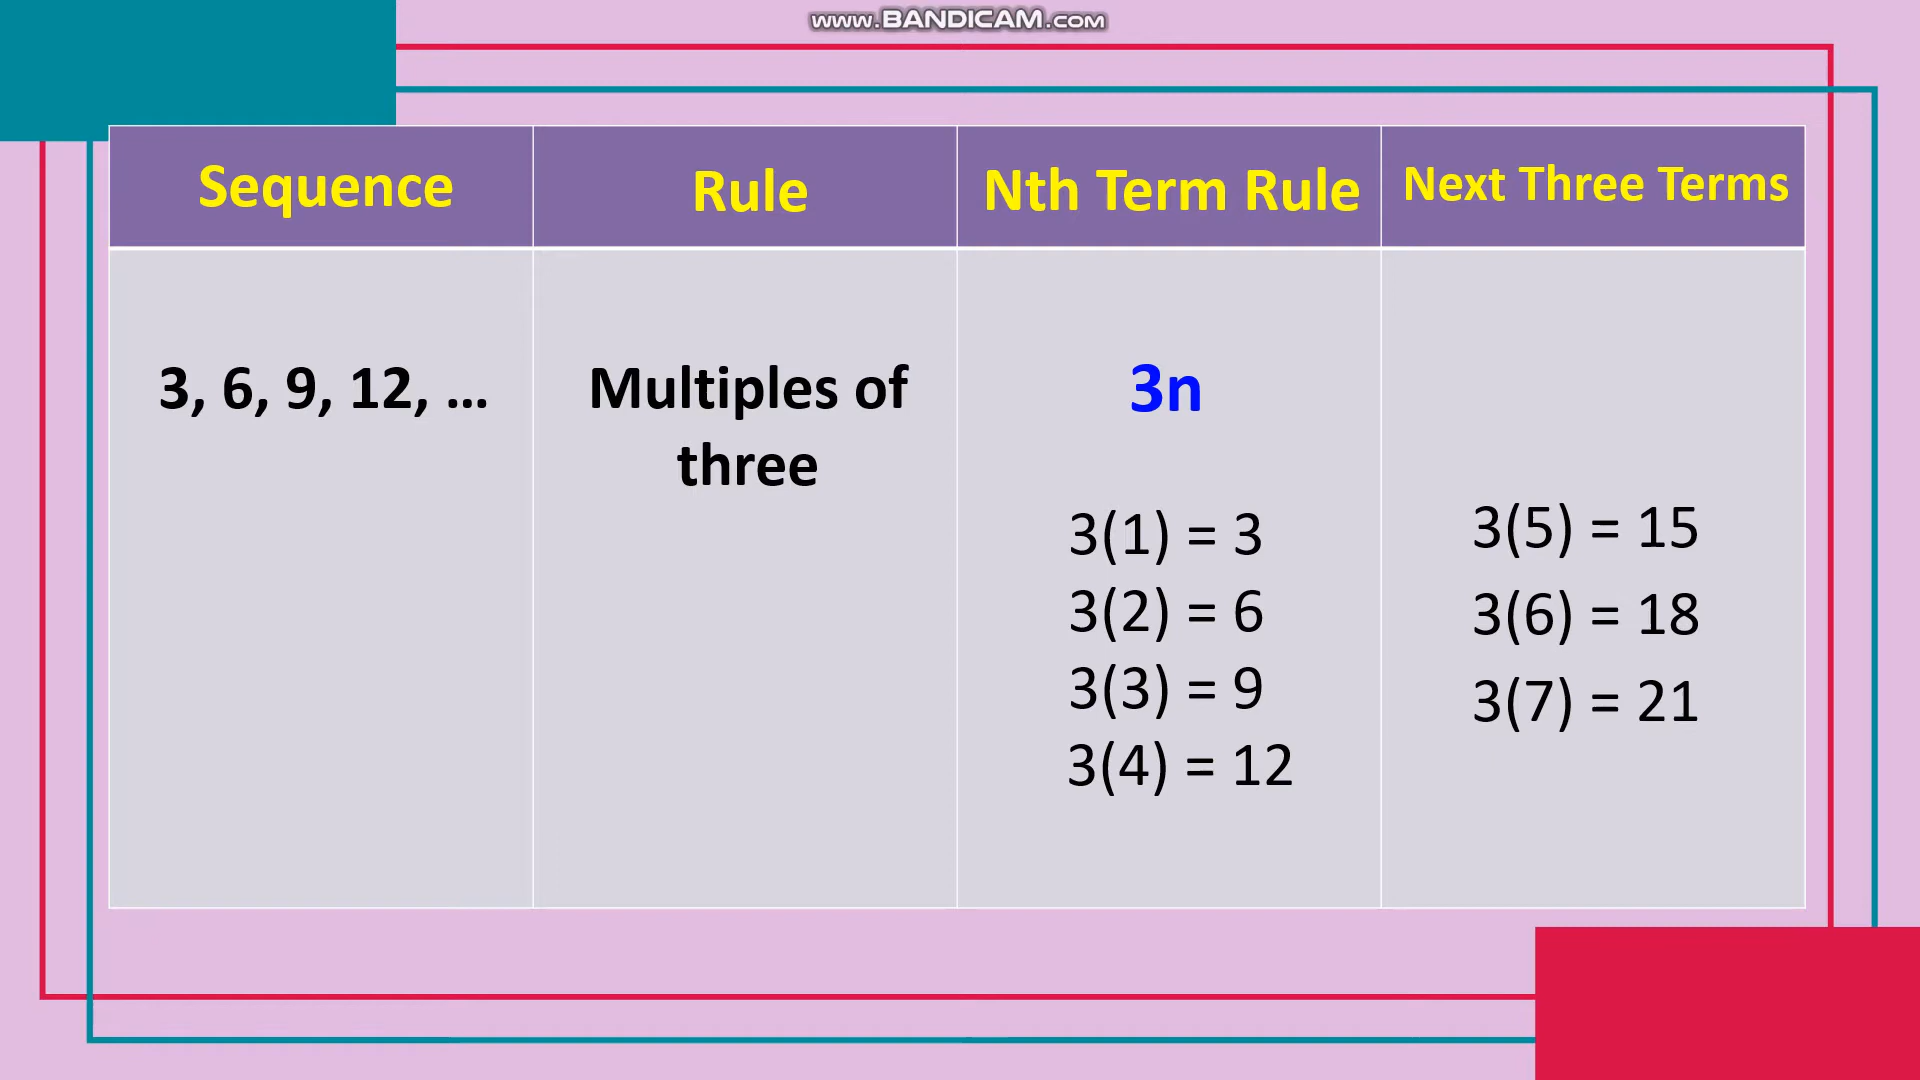 www.BANDICAM.com
Sequence
Rule
Nth Term Rule
Next Three Terms
3, 6, 9, 12, ...
Multiples of
three
3n
3(1) = 3
3(2) = 6
3(3) = 9
3(4) = 12
3(5) = 15
3(6) = 18
3(7) = 21